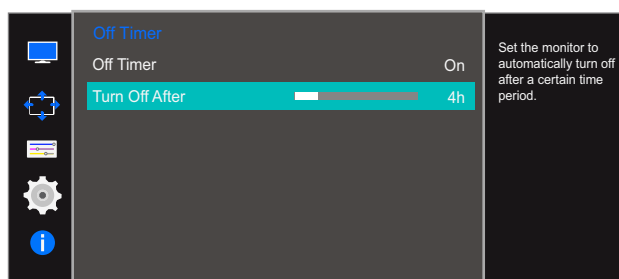 Off Timer
Off Timer
On
Turn Off After
4h
Set the monitor to
automatically turn off
after a certain time
period.
i